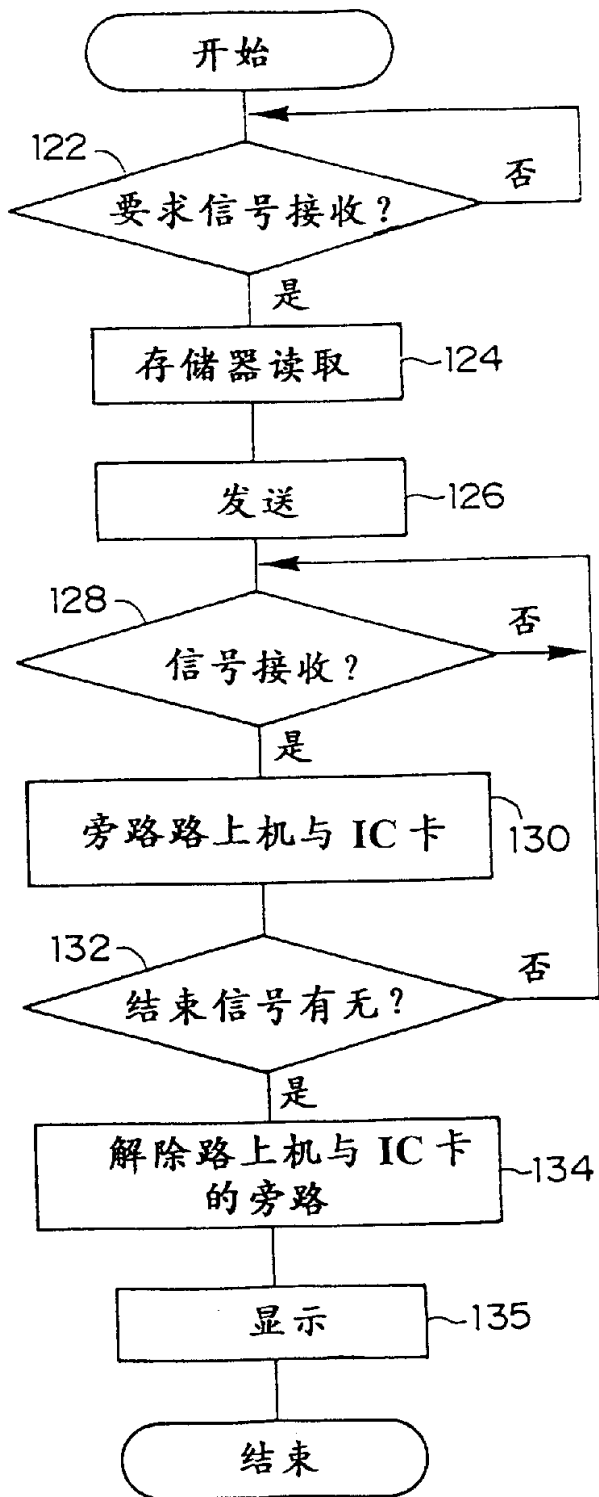 开始
122
否
要求信号接收？
是
存储器读取
124
发送
126
128
否
信号接收？
是
旁路路上机与 IC 卡
130
132
否
结束信号有无？
是
解除路上机与 IC 卡
的旁路
134
显示
135
结束